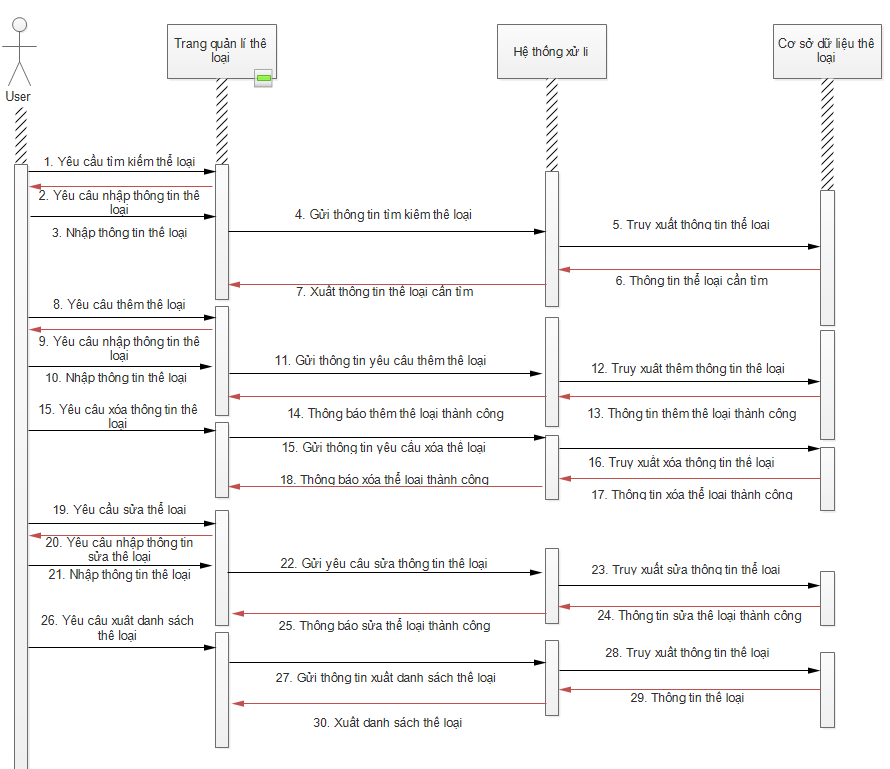 Trang quản lí thể
loại
Hệ thống xử lí
Cơ sở dữ liệu thể
loại
User
1. Yêu cầu tìm kiếm thể loại
2. Yêu cầu nhập thông tin thể
loại
3. Nhập thông tin thể loại
4. Gửi thông tin tìm kiếm thể loại
5. Truy xuất thông tin thể loại
6. Thông tin thể loại cần tìm
7. Xuất thông tin thể loại cần tìm
8. Yêu cầu thêm thể loại
9. Yêu cầu nhập thông tin thể
loại
10. Nhập thông tin thể loại
11. Gửi thông tin yêu cầu thêm thể loại
12. Truy xuất thêm thông tin thể loại
13. Thông tin thêm thể loại thành công
14. Thông báo thêm thể loại thành công
15. Yêu cầu xóa thông tin thể
loại
15. Gửi thông tin yêu cầu xóa thể loại
16. Truy xuất xóa thông tin thể loại
17. Thông tin xóa thể loại thành công
18. Thông báo xóa thể loại thành công
19. Yêu cầu sửa thể loại
20. Yêu cầu nhập thông tin
sửa thể loại
21. Nhập thông tin thể loại
22. Gửi yêu cầu sửa thông tin thể loại
23. Truy xuất sửa thông tin thể loại
24. Thông tin sửa thể loại thành công
25. Thông báo sửa thể loại thành công
26. Yêu cầu xuất danh sách
thể loại
27. Gửi thông tin xuất danh sách thể loại
28. Truy xuất thông tin thể loại
29. Thông tin thể loại
30. Xuất danh sách thể loại